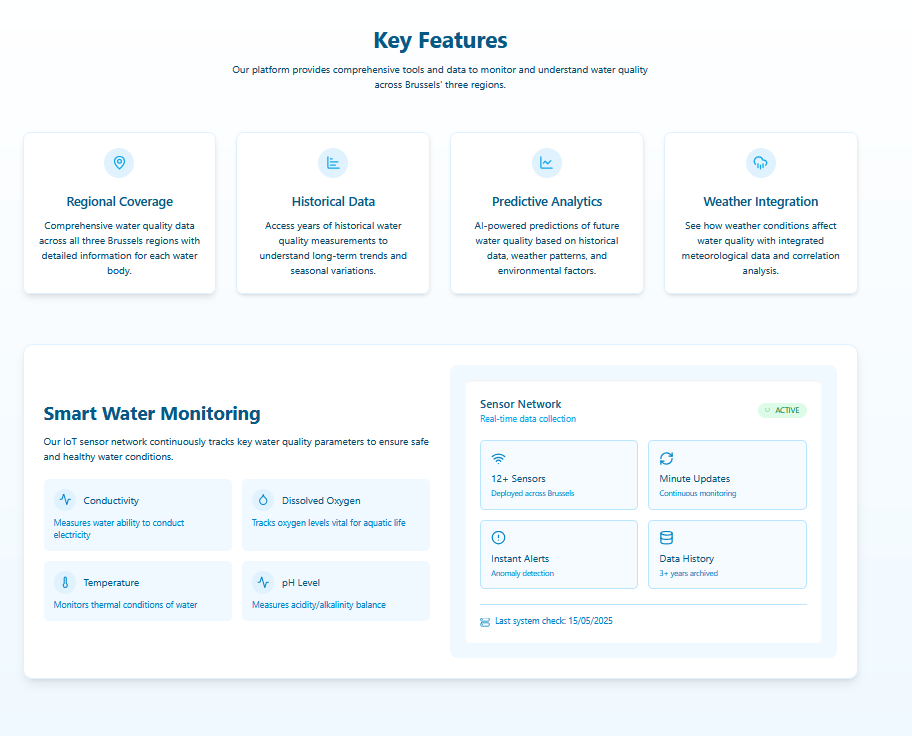 Key Features
Our platform provides comprehensive tools and data to monitor and understand water quality
across Brussels' three regions.
Regional Coverage
Comprehensive water quality data
across all three Brussels regions with
detailed information for each water
body.
Historical Data
Access years of historical water
quality measurements to
understand long-term trends and
seasonal variations.
Predictive Analytics
AI-powered predictions of future
water quality based on historical
data, weather patterns, and
environmental factors.
Weather Integration
See how weather conditions affect
water quality with integrated
meteorological data and correlation
analysis.
Smart Water Monitoring
Our IoT sensor network continuously tracks key water quality parameters to ensure safe
and healthy water conditions.
Conductivity
Measures water ability to conduct
electricity
Dissolved Oxygen
Tracks oxygen levels vital for aquatic life
Temperature
Monitors thermal conditions of water
pH Level
Measures acidity/alkalinity balance
Sensor Network
Real-time data collection
ACTIVE
12+ Sensors
Deployed across Brussels
Minute Updates
Continuous monitoring
Instant Alerts
Anomaly detection
Data History
3+ years archived
Last system check: 15/05/2025